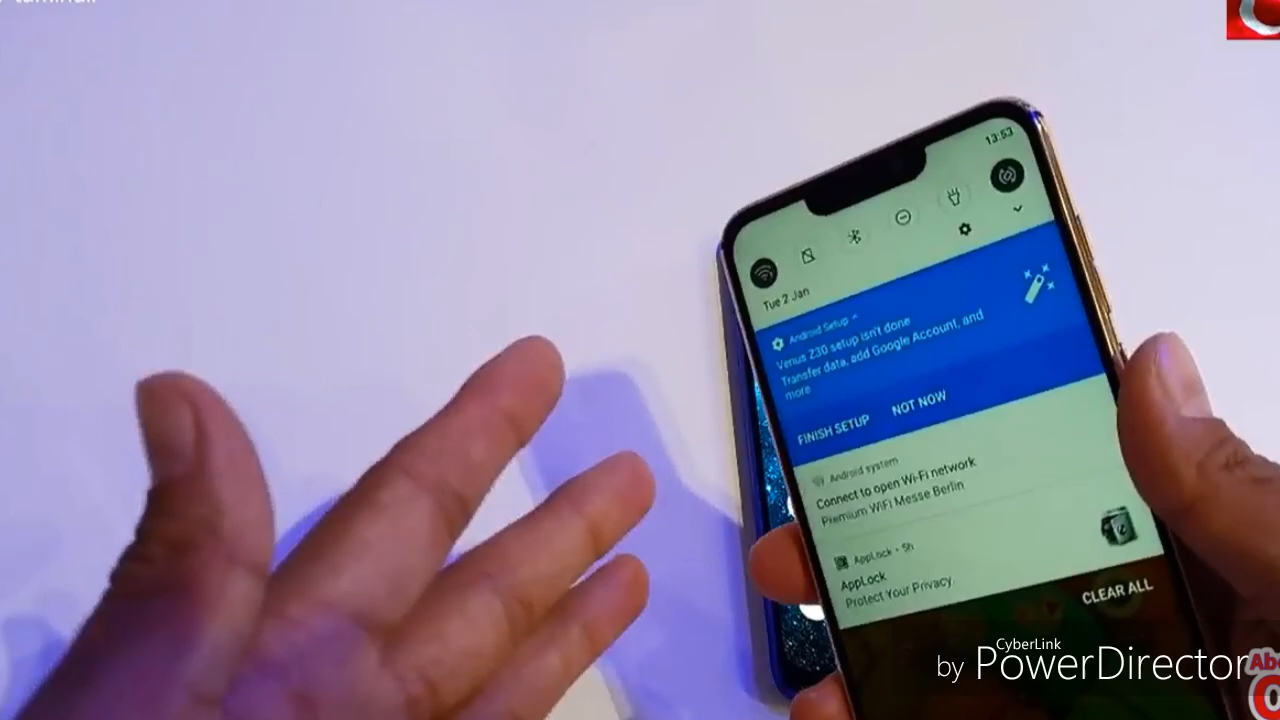 13:53
Tue 2 Jan
Android Setup
Venus Z30 setup isn't done
Transfer data, add Google Account, and
more
FINISH SETUP NOT NOW
Android system
Connect to open Wi-Fi network
Premium WiFi Messe Berlin
AppLock • 5h
AppLock
Protect Your Privacy
CLEAR ALL
CyberLink
by PowerDirector